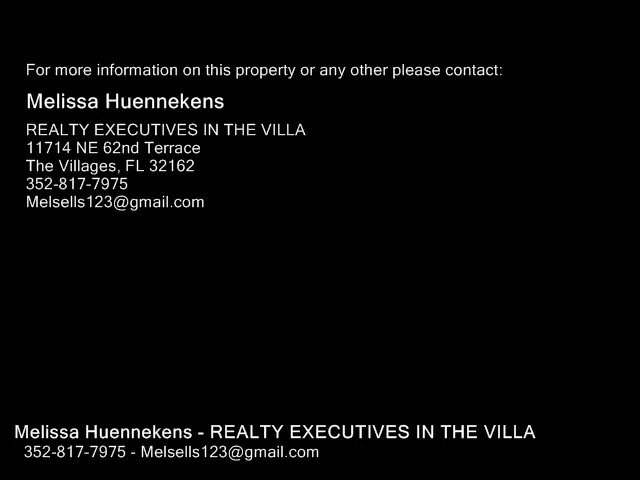 For more information on this property or any other please contact:
Melissa Huennekens
REALTY EXECUTIVES IN THE VILLA
11714 NE 62nd Terrace
The Villages, FL 32162
352-817-7975
Melsells123@gmail.com
Melissa Huennekens - REALTY EXECUTIVES IN THE VILLA
352-817-7975 - Melsells123@gmail.com